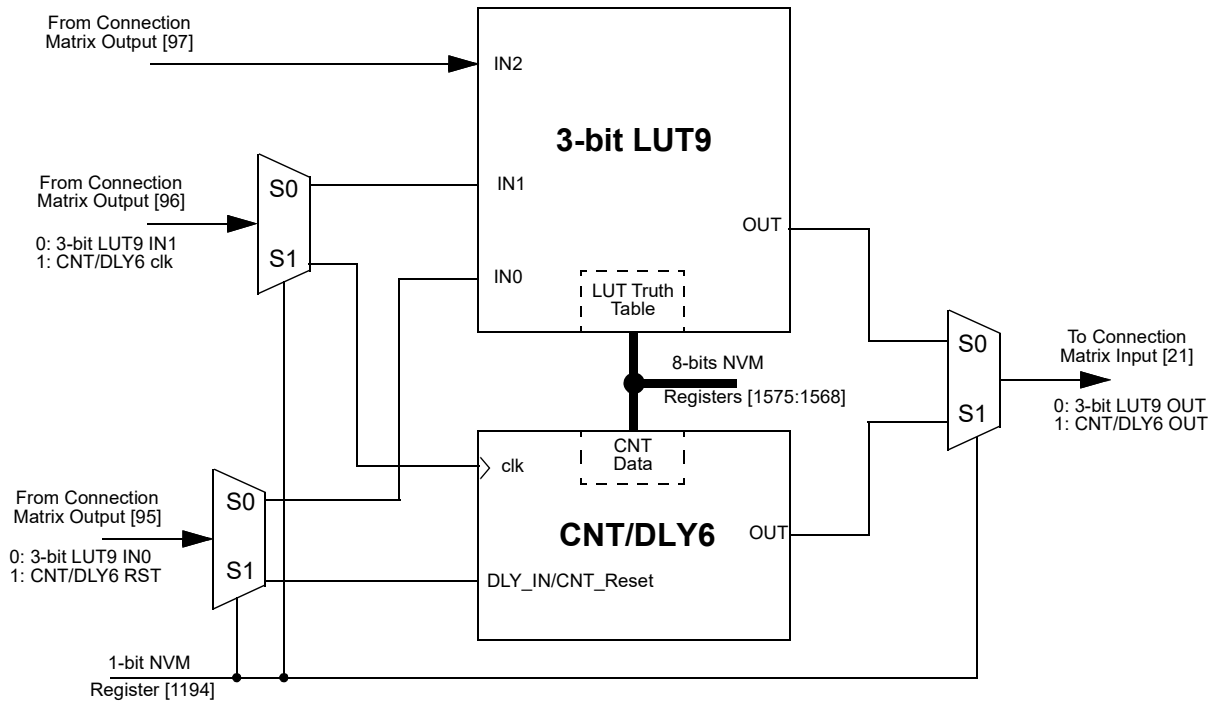 From Connection
Matrix Output [97]
IN2
3-bit LUT9
From Connection
Matrix Output [96]
0: 3-bit LUT9 IN1
1: CNT/DLY6 clk
S0
S1
IN1
IN0
OUT
LUT Truth
Table
8-bits NVM
Registers [1575:1568]
S0
S1
To Connection
Matrix Input [21]
0: 3-bit LUT9 OUT
1: CNT/DLY6 OUT
CNT
Data
clk
CNT/DLY6
OUT
DLY_IN/CNT_Reset
From Connection
Matrix Output [95]
0: 3-bit LUT9 IN0
1: CNT/DLY6 RST
S0
S1
1-bit NVM
Register [1194]